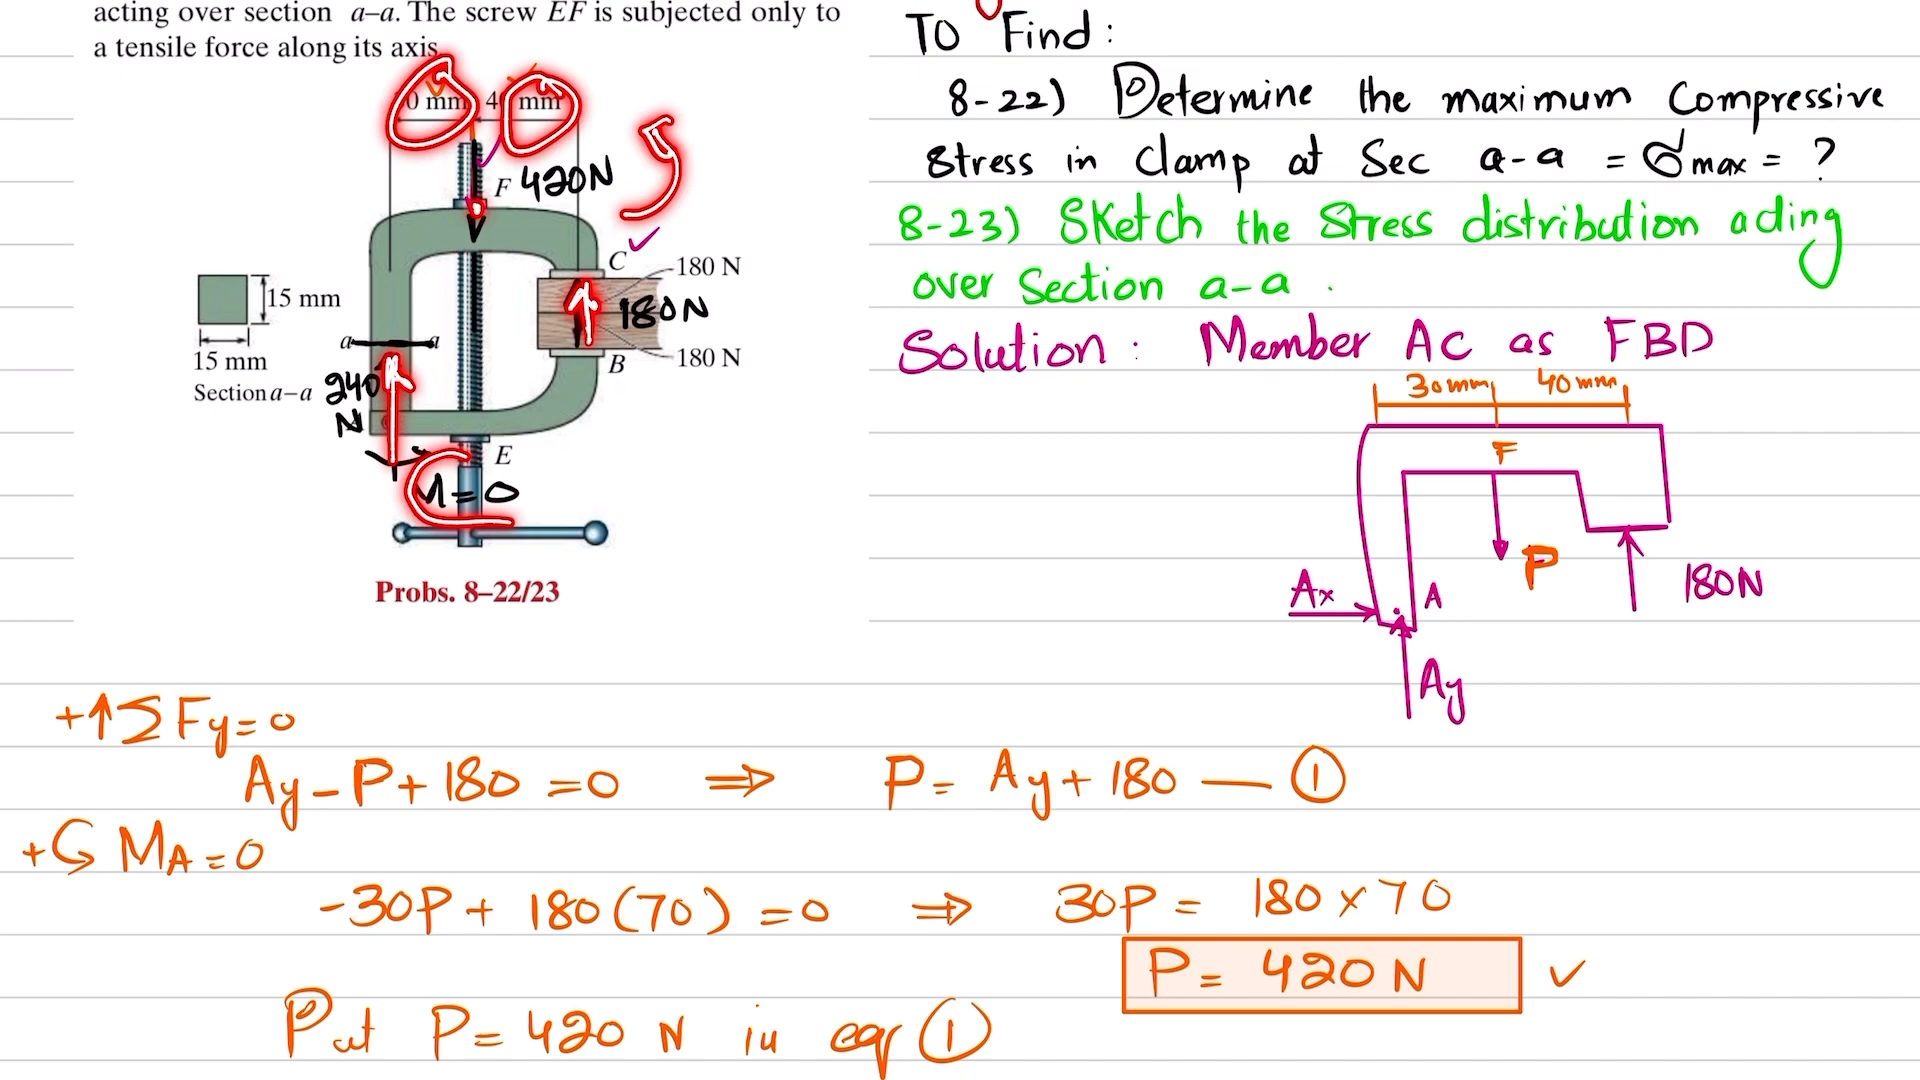 acting over section a–a. The screw EF is subjected only to
a tensile force along its axis.
0 mm 4 mm
F 420N
C
180 N
180N
180 N
B
15 mm
15 mm
Section a–a
a a
240
N
E
M=0
Probs. 8–22/23
To Find:
8-22) Determine the maximum Compressive
Stress in Clamp at Sec a-a = σmax = ?
8-23) Sketch the Stress distribution acting
over Section a-a.
Solution: Member AC as FBD
30mm 40mm
F
P
180N
Ax
A
Ay
+↑ΣFy=0
Ay-P+180=0 ⇒ P= Ay+180 — ①
+↺ MA=0
-30P+ 180(70)=0 ⇒ 30P= 180×70
P= 420 N ✓
Put P=420 N in eq ①